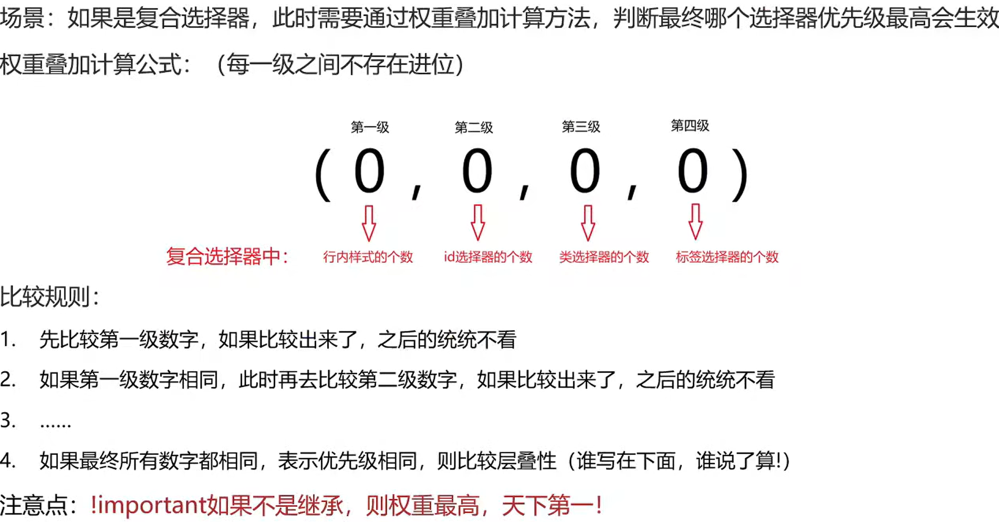 场景：如果是复合选择器，此时需要通过权重叠加计算方法，判断最终哪个选择器优先级最高会生效
权重叠加计算公式：（每一级之间不存在进位）
第一级 第二级 第三级 第四级
( 0 , 0 , 0 , 0 )
复合选择器中： 行内样式的个数 id选择器的个数 类选择器的个数 标签选择器的个数
比较规则：
1. 先比较第一级数字，如果比较出来了，之后的统统不看
2. 如果第一级数字相同，此时再去比较第二级数字，如果比较出来了，之后的统统不看
3. ……
4. 如果最终所有数字都相同，表示优先级相同，则比较层叠性（谁写在下面，谁说了算!）
注意点：!important如果不是继承，则权重最高，天下第一！